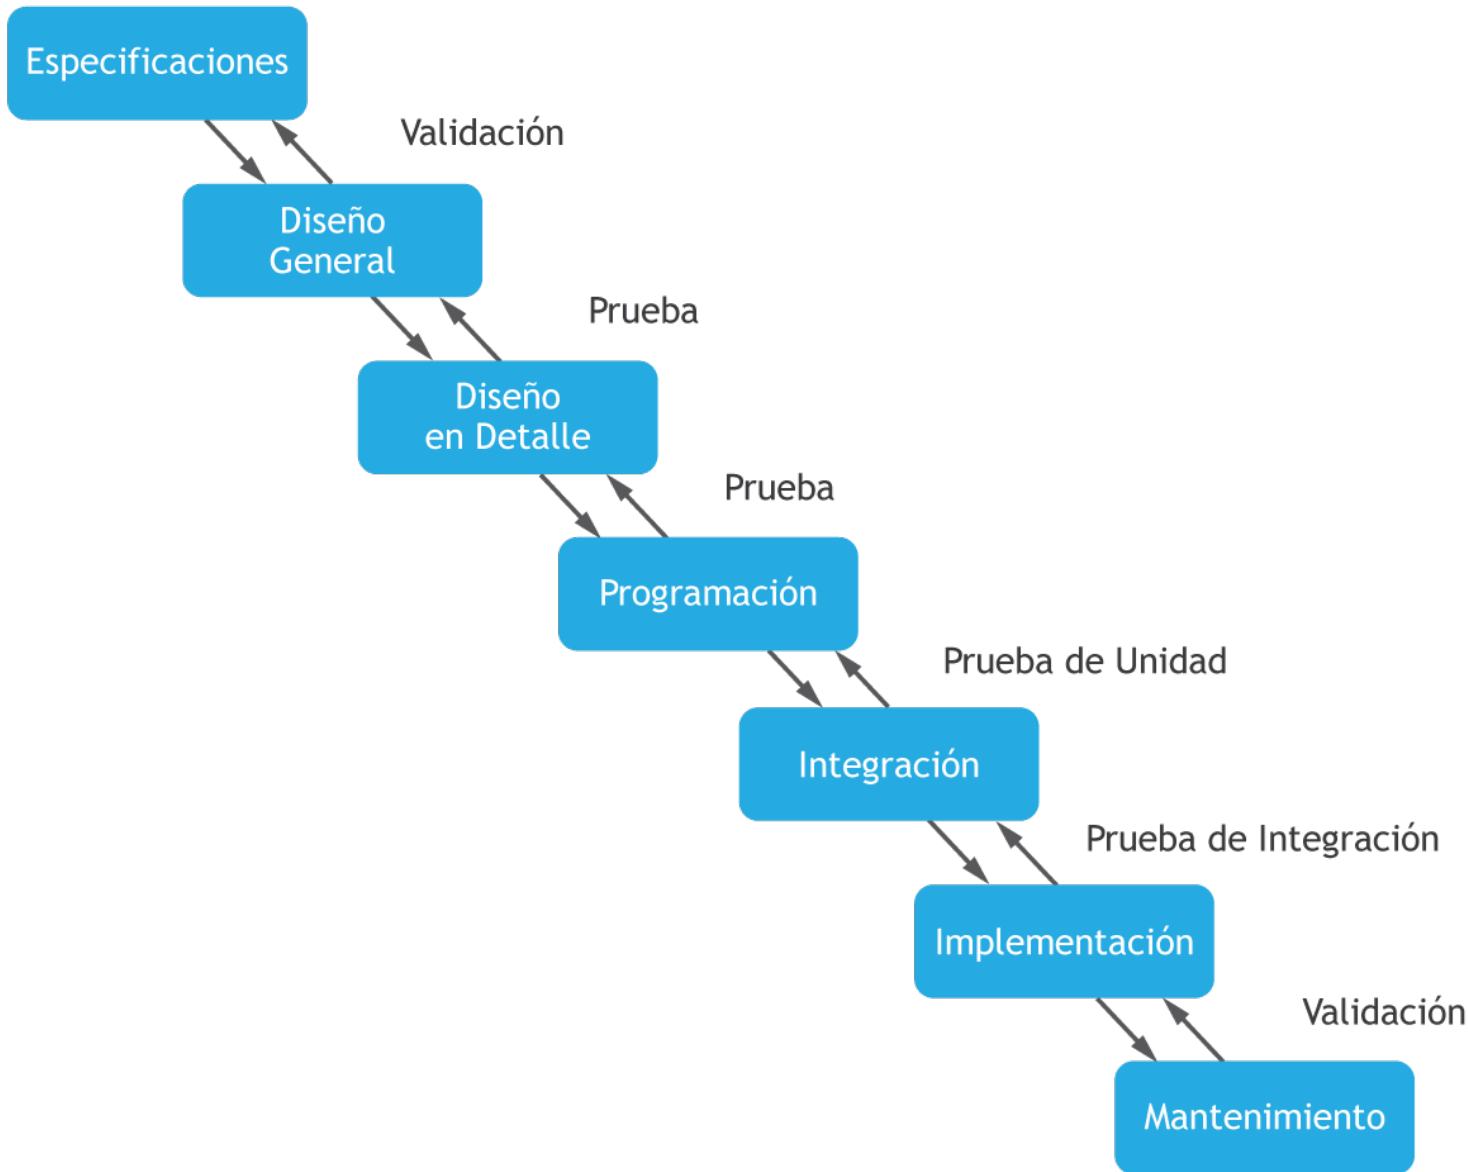 Especificaciones
Validación
Diseño
General
Prueba
Diseño
en Detalle
Prueba
Programación
Prueba de Unidad
Integración
Prueba de Integración
Implementación
Validación
Mantenimiento